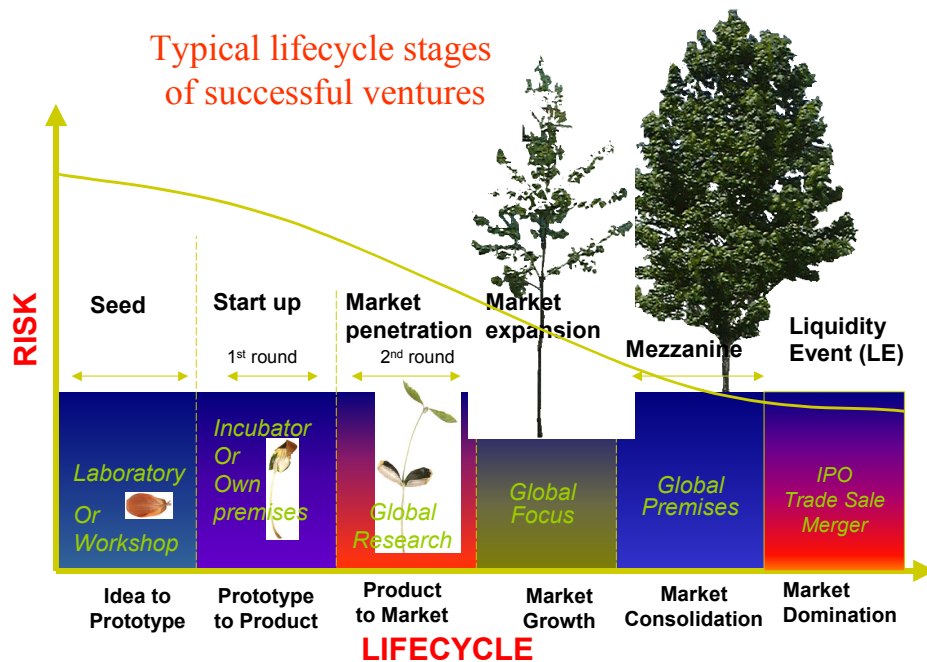 Typical lifecycle stages
of successful ventures
RISK
Seed
Start up
1st round
Market
penetration
2nd round
Market
expansion
Mezzanine
Liquidity
Event (LE)
Laboratory
Or
Workshop
Incubator
Or
Own
premises
Global
Research
Global
Focus
Global
Premises
IPO
Trade Sale
Merger
Idea to
Prototype
Prototype
to Product
Product
to Market
Market
Growth
Market
Consolidation
Market
Domination
LIFECYCLE